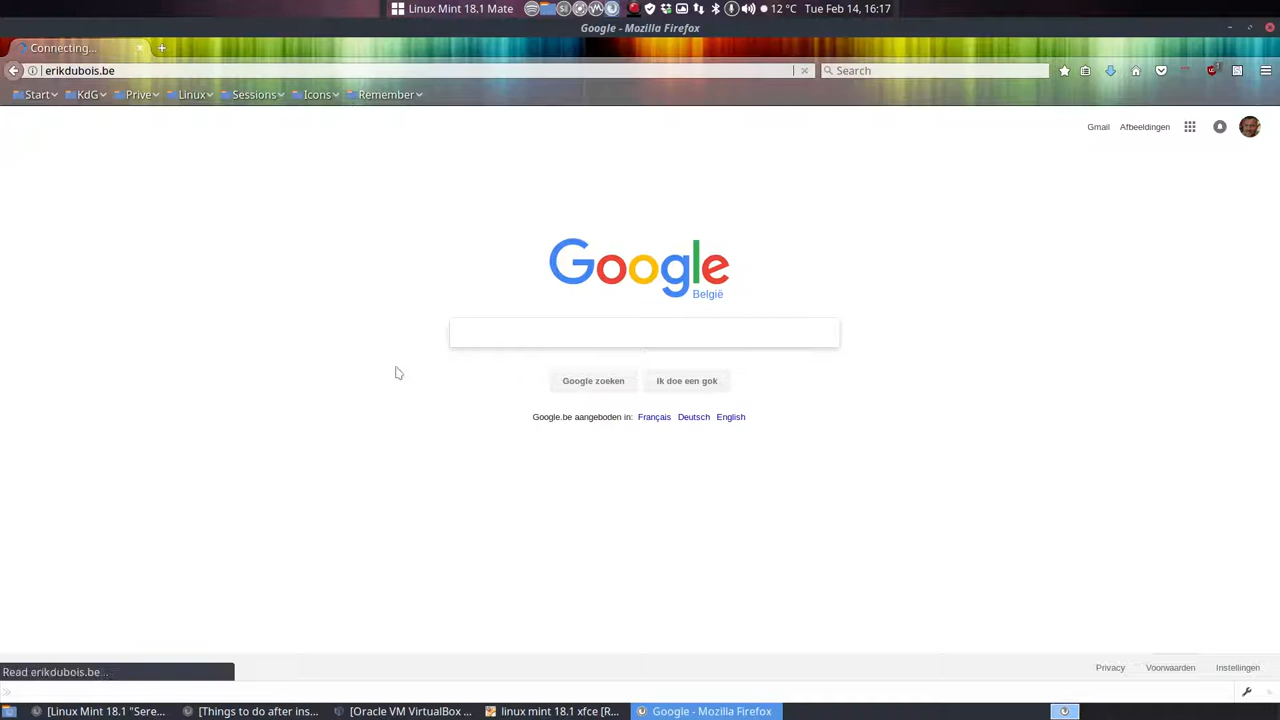 Linux Mint 18.1 Mate
12 °C Tue Feb 14, 16:17
Google - Mozilla Firefox
Connecting...
erikdubois.be
Search
Start
KdG
Prive
Linux
Sessions
Icons
Remember
Gmail
Afbeeldingen
Google
België
Google zoeken
Ik doe een gok
Google.be aangeboden in: Français Deutsch English
Read erikdubois.be...
Privacy
Voorwaarden
Instellingen
[Linux Mint 18.1 "Sere...
[Things to do after ins...
[Oracle VM VirtualBox ...
linux mint 18.1 xfce [R...
Google - Mozilla Firefox